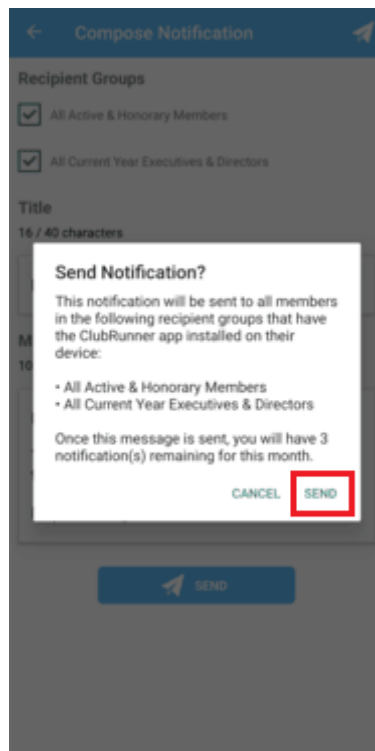 Compose Notification
Recipient Groups
All Active & Honorary Members
All Current Year Executives & Directors
Title
16 / 40 characters
Send Notification?
This notification will be sent to all members
in the following recipient groups that have
the ClubRunner app installed on their
device:
• All Active & Honorary Members
• All Current Year Executives & Directors
Once this message is sent, you will have 3
notification(s) remaining for this month.
CANCEL SEND
SEND